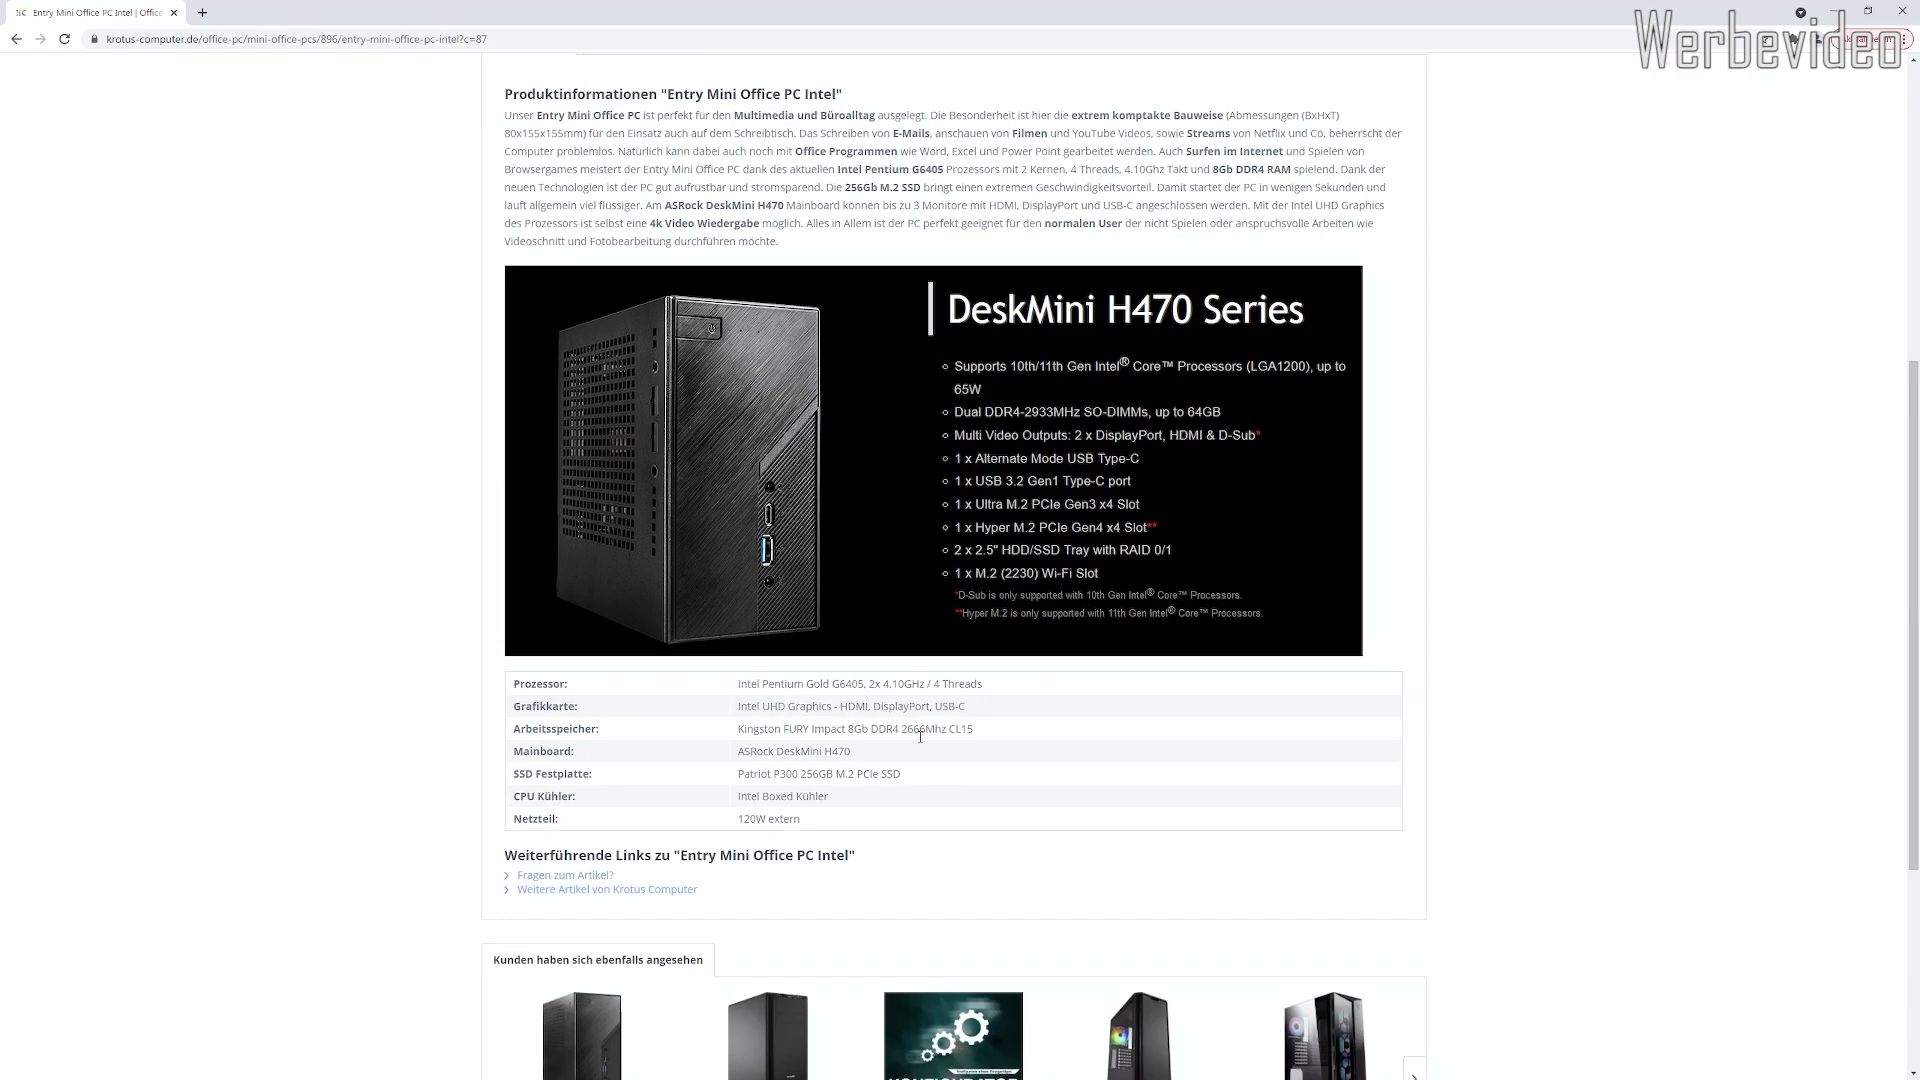 Entry Mini Office PC Intel | Office
Werbevideo
krotus-computer.de/office-pc/mini-office-pcs/896/entry-mini-office-pc-intel?c=87
Produktinformationen "Entry Mini Office PC Intel"
Unser Entry Mini Office PC ist perfekt für den Multimedia und Büroalltag ausgelegt. Die Besonderheit ist hier die extrem komptakte Bauweise (Abmessungen (BxHxT)
80x155x155mm) für den Einsatz auch auf dem Schreibtisch. Das Schreiben von E-Mails, anschauen von Filmen und YouTube Videos, sowie Streams von Netflix und Co. beherrscht der
Computer problemlos. Natürlich kann dabei auch noch mit Office Programmen wie Word, Excel und Power Point gearbeitet werden. Auch Surfen im Internet und Spielen von
Browsergames meistert der Entry Mini Office PC dank des aktuellen Intel Pentium G6405 Prozessors mit 2 Kernen, 4 Threads, 4.10Ghz Takt und 8Gb DDR4 RAM spielend. Dank der
neuen Technologien ist der PC gut aufrüstbar und stromsparend. Die 256Gb M.2 SSD bringt einen extremen Geschwindigkeitsvorteil. Damit startet der PC in wenigen Sekunden und
läuft allgemein viel flüssiger. Am ASRock DeskMini H470 Mainboard können bis zu 3 Monitore mit HDMI, DisplayPort und USB-C angeschlossen werden. Mit der Intel UHD Graphics
des Prozessors ist selbst eine 4k Video Wiedergabe möglich. Alles in Allem ist der PC perfekt geeignet für den normalen User der nicht Spielen oder anspruchsvolle Arbeiten wie
Videoschnitt und Fotobearbeitung durchführen möchte.
DeskMini H470 Series
Supports 10th/11th Gen Intel® Core™ Processors (LGA1200), up to
65W
Dual DDR4-2933MHz SO-DIMMs, up to 64GB
Multi Video Outputs: 2 x DisplayPort, HDMI & D-Sub*
1 x Alternate Mode USB Type-C
1 x USB 3.2 Gen1 Type-C port
1 x Ultra M.2 PCIe Gen3 x4 Slot
1 x Hyper M.2 PCIe Gen4 x4 Slot**
2 x 2.5" HDD/SSD Tray with RAID 0/1
1 x M.2 (2230) Wi-Fi Slot
*D-Sub is only supported with 10th Gen Intel® Core™ Processors.
**Hyper M.2 is only supported with 11th Gen Intel® Core™ Processors.
Prozessor: Intel Pentium Gold G6405, 2x 4.10GHz / 4 Threads
Grafikkarte: Intel UHD Graphics - HDMI, DisplayPort, USB-C
Arbeitsspeicher: Kingston FURY Impact 8Gb DDR4 2666Mhz CL15
Mainboard: ASRock DeskMini H470
SSD Festplatte: Patriot P300 256GB M.2 PCIe SSD
CPU Kühler: Intel Boxed Kühler
Netzteil: 120W extern
Weiterführende Links zu "Entry Mini Office PC Intel"
Fragen zum Artikel?
Weitere Artikel von Krotus Computer
Kunden haben sich ebenfalls angesehen